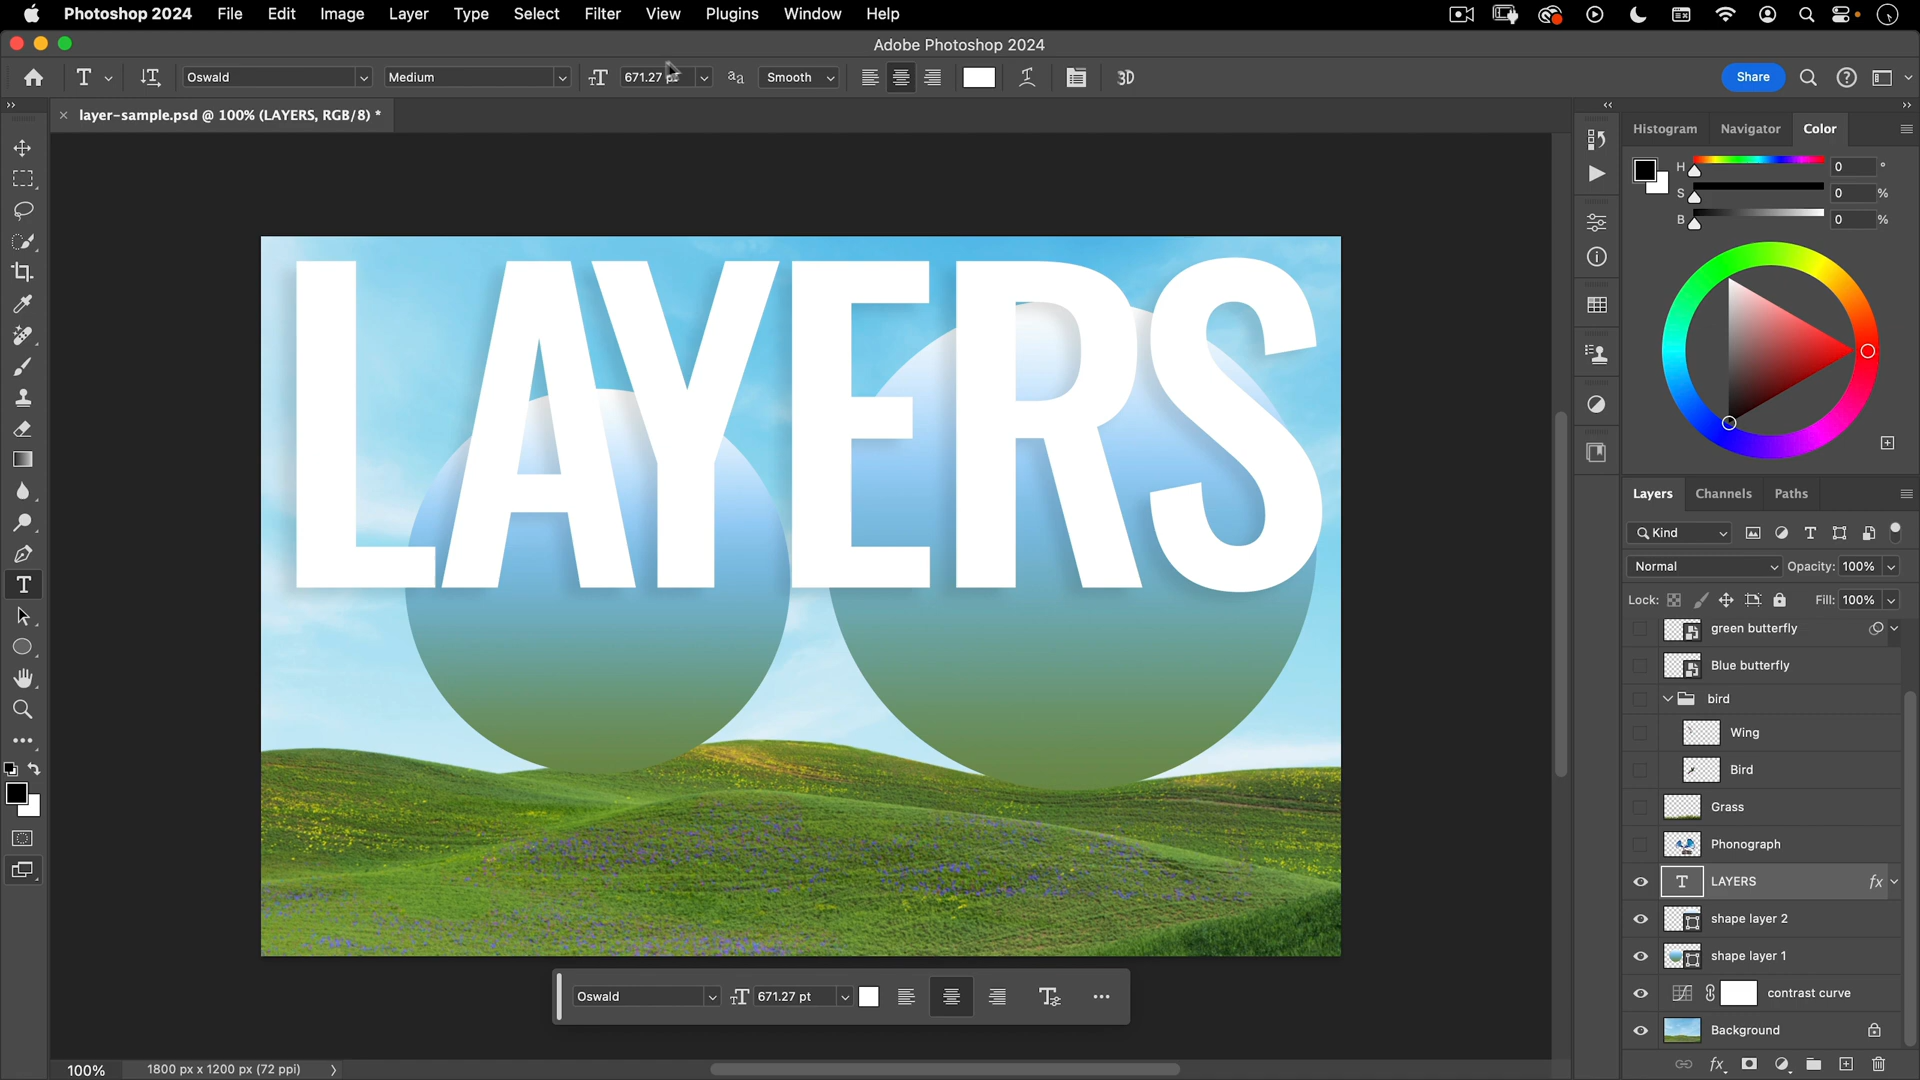 Photoshop 2024 File Edit Image Layer Type Select Filter View Plugins Window Help
Adobe Photoshop 2024
Oswald Medium 671.27 Smooth 3D Share
layer-sample.psd @ 100% (LAYERS, RGB/8) *
Histogram Navigator Color
H 0 °
S 0 %
B 0 %
LAYERS
Layers Channels Paths
Kind
Normal Opacity: 100%
Lock: Fill: 100%
green butterfly
Blue butterfly
bird
Wing
Bird
Grass
Phonograph
T LAYERS fx
shape layer 2
shape layer 1
contrast curve
Background
Oswald 671.27 pt
100% 1800 px x 1200 px (72 ppi)